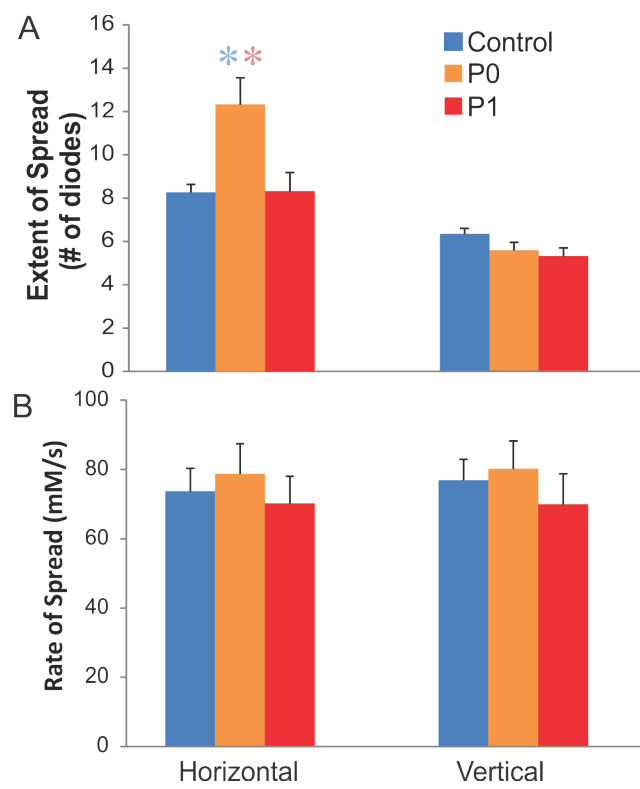 A
16
14
12
10
8
6
4
2
0
Extent of Spread
(# of diodes)
**
Control
P0
P1
B
100
80
60
40
20
0
Rate of Spread (mM/s)
Horizontal
Vertical